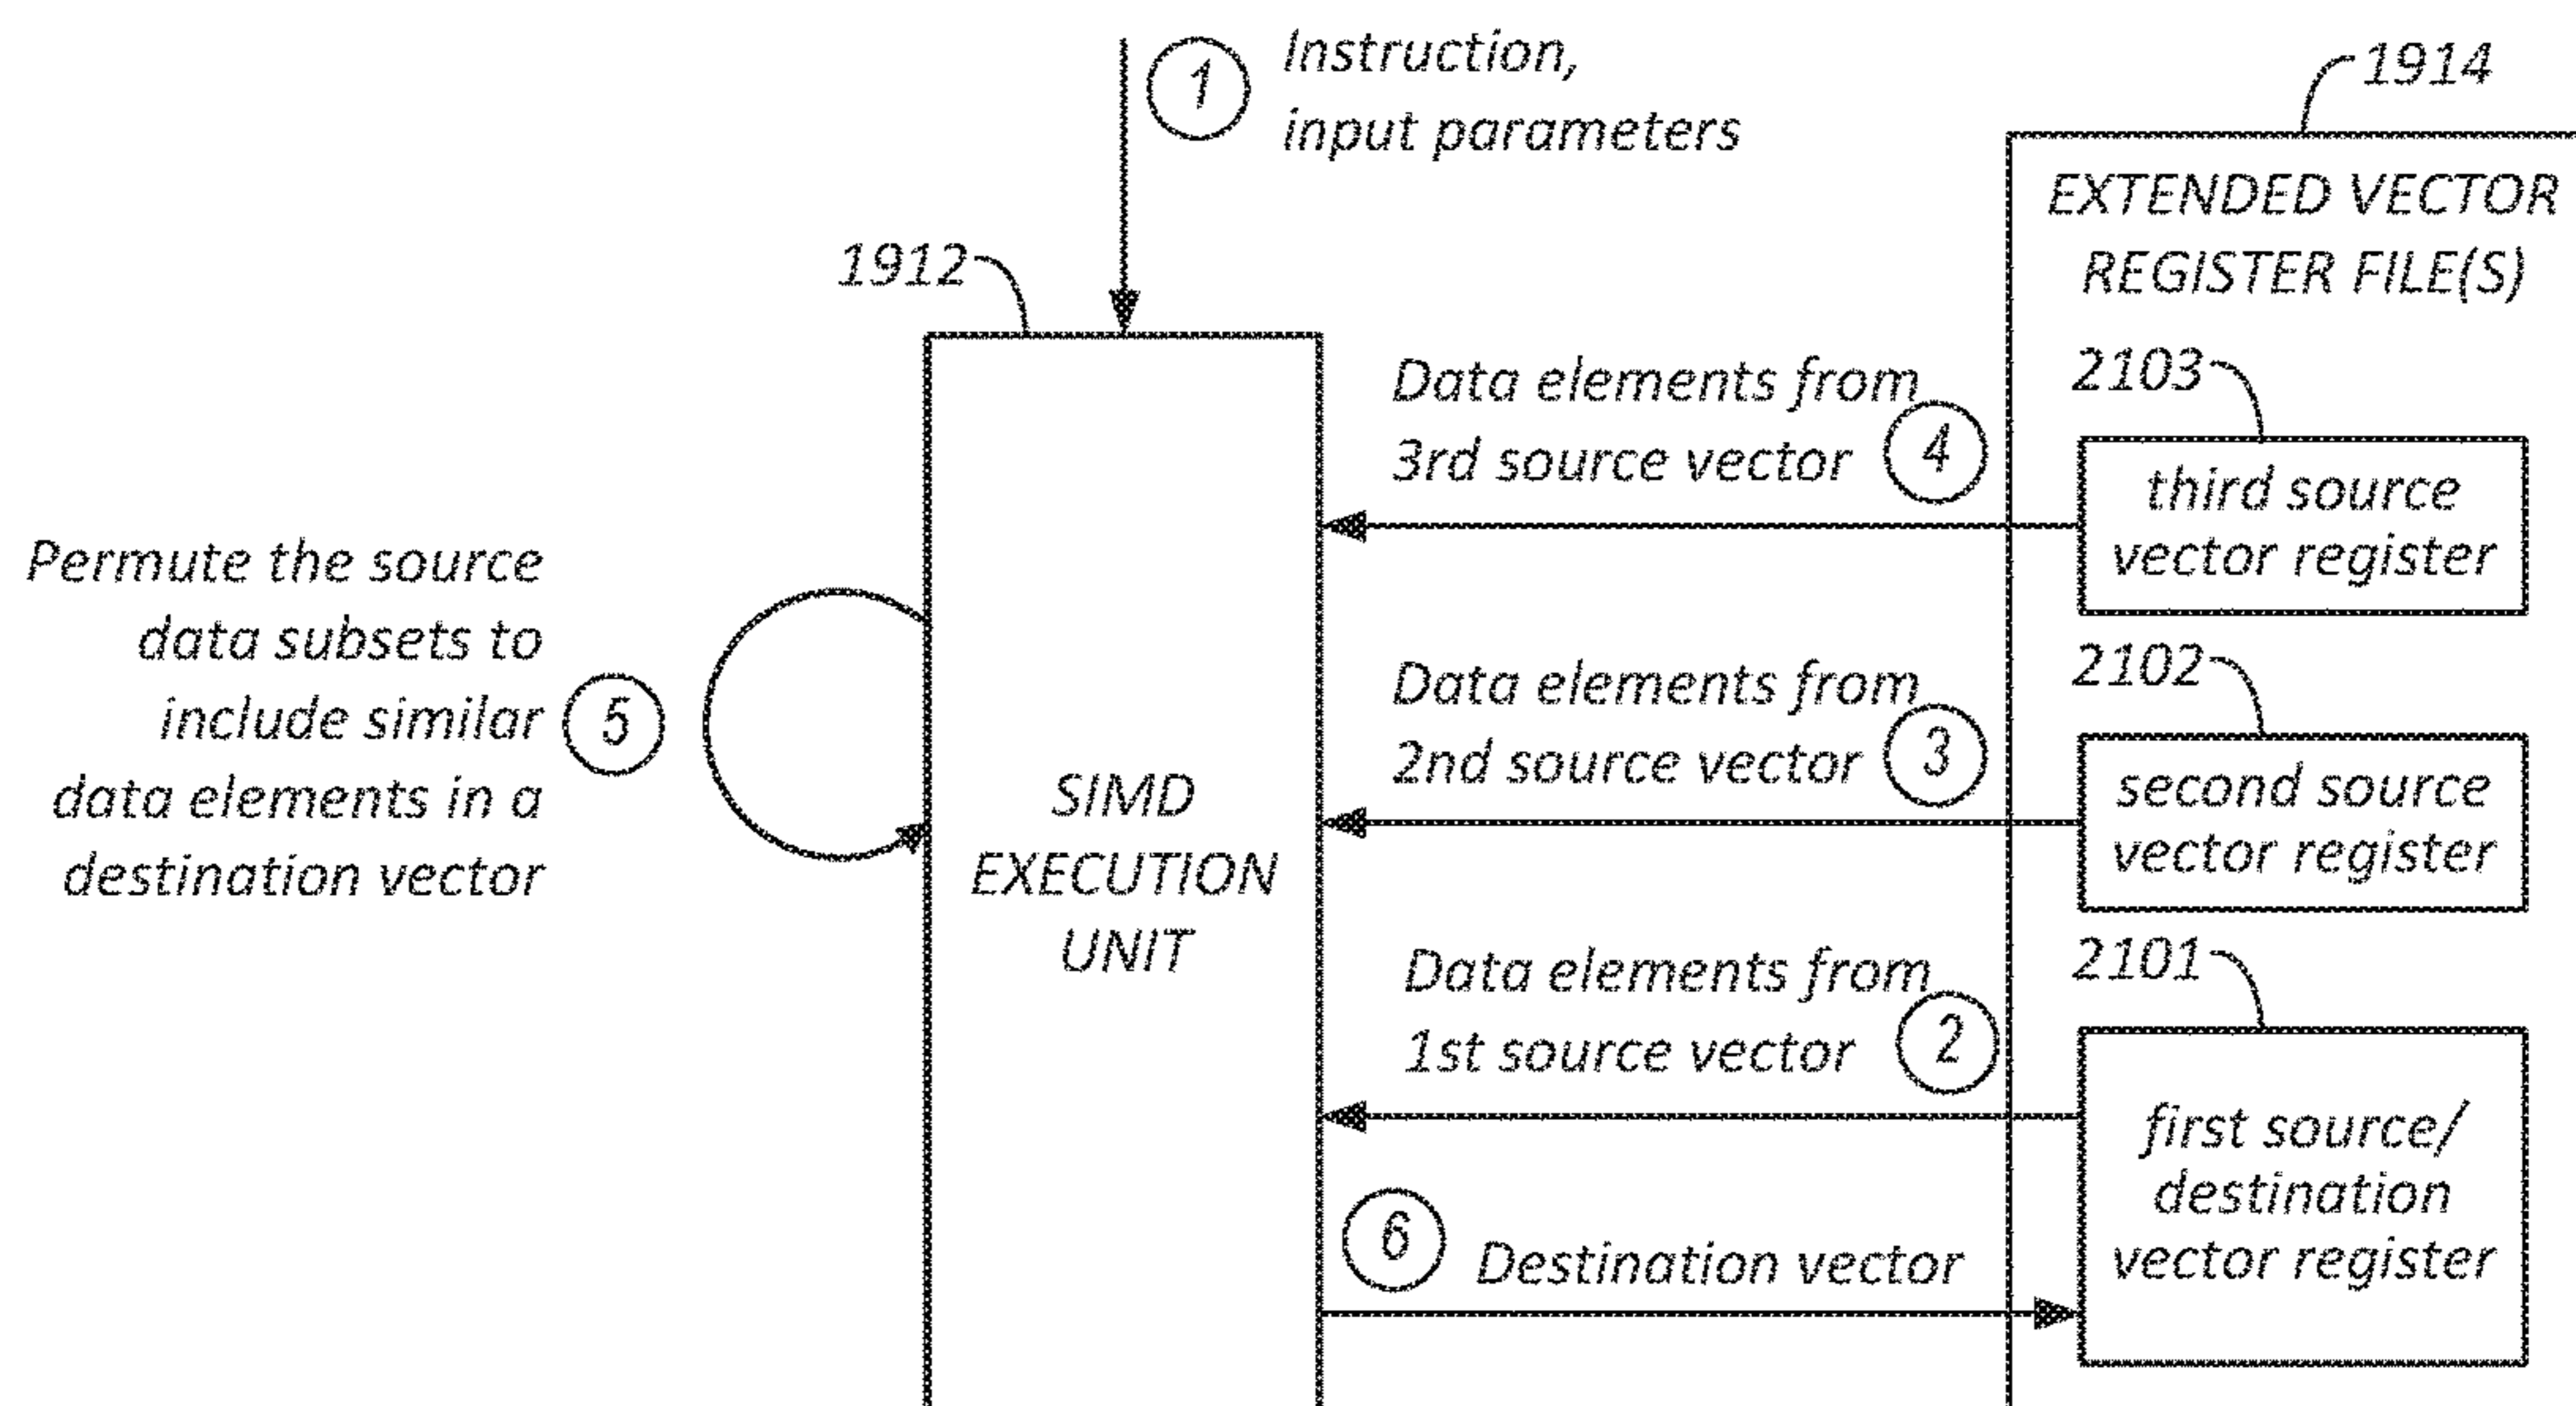 1
Instruction,
input parameters
1914
EXTENDED VECTOR
REGISTER FILE(S)
1912
2103
Data elements from
3rd source vector
4
third source
vector register
Permute the source
data subsets to
include similar
data elements in a
destination vector
5
SIMD
EXECUTION
UNIT
2102
Data elements from
2nd source vector
3
second source
vector register
2101
Data elements from
1st source vector
2
first source/
destination
vector register
6
Destination vector